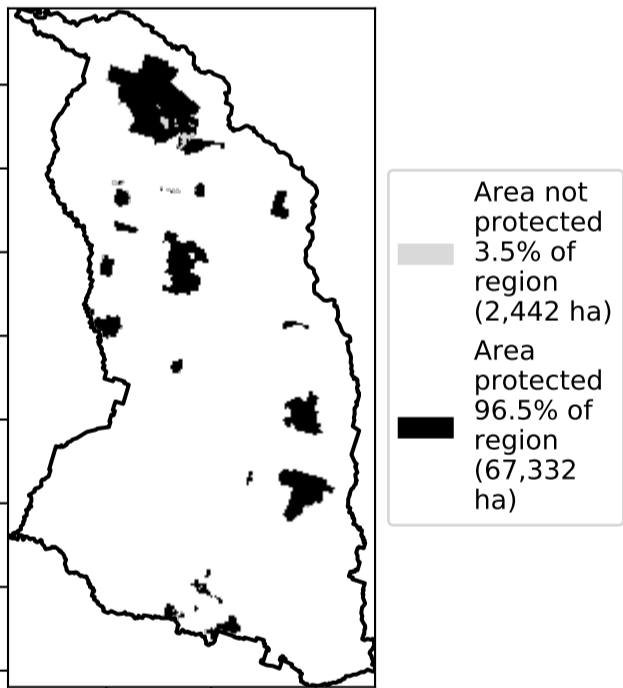 Area not
protected
3.5% of
region
(2,442 ha)
Area
protected
96.5% of
region
(67,332
ha)